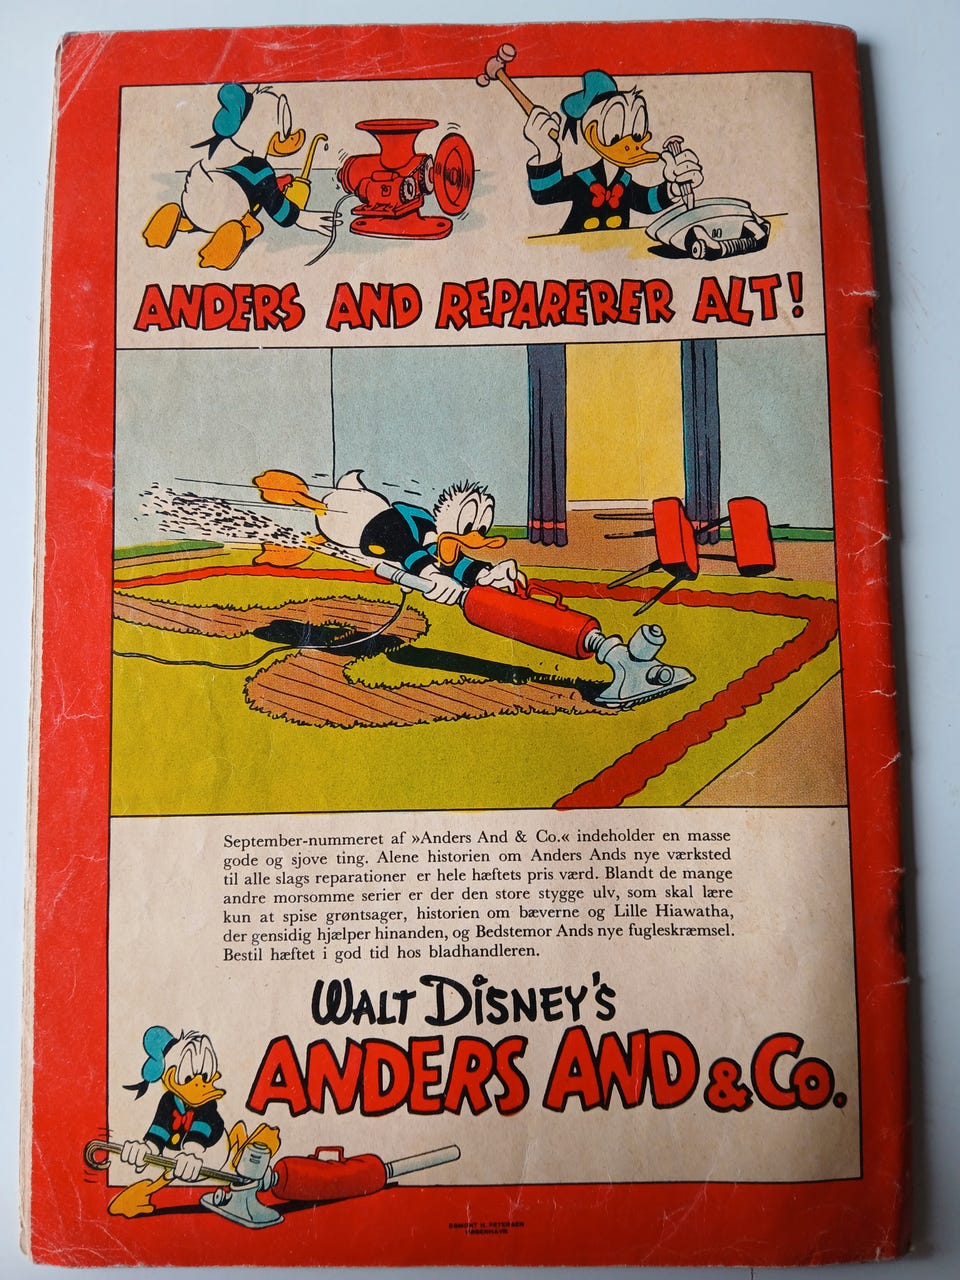 ANDERS AND REPARERER ALT!
September-nummeret af »Anders And & Co.« indeholder en masse
gode og sjove ting. Alene historien om Anders Ands nye værksted
til alle slags reparationer er hele hæftets pris værd. Blandt de mange
andre morsomme serier er der den store stygge ulv, som skal lære
kun at spise grøntsager, historien om bæverne og Lille Hiawatha,
der gensidig hjælper hinanden, og Bedstemor Ands nye fugleskræmsel.
Bestil hæftet i god tid hos bladhandleren.
WALT DISNEY'S
ANDERS AND & Co.
EGMONT H. PETERSEN
KØBENHAVN